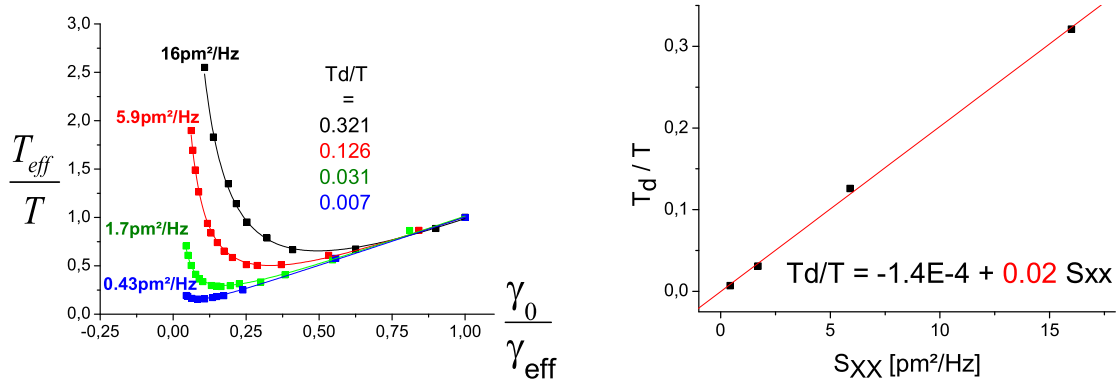 3,0
2,5
2,0
1,5
1,0
0,5
0,0
-0,25
0,00
0,25
0,50
0,75
1,00
T_eff
T
16pm²/Hz
5.9pm²/Hz
1.7pm²/Hz
0.43pm²/Hz
Td/T
=
0.321
0.126
0.031
0.007
γ₀
γ_eff
T_d / T
0,3
0,2
0,1
0,0
Td/T = -1.4E-4 + 0.02 Sxx
0
5
10
15
S_XX [pm²/Hz]